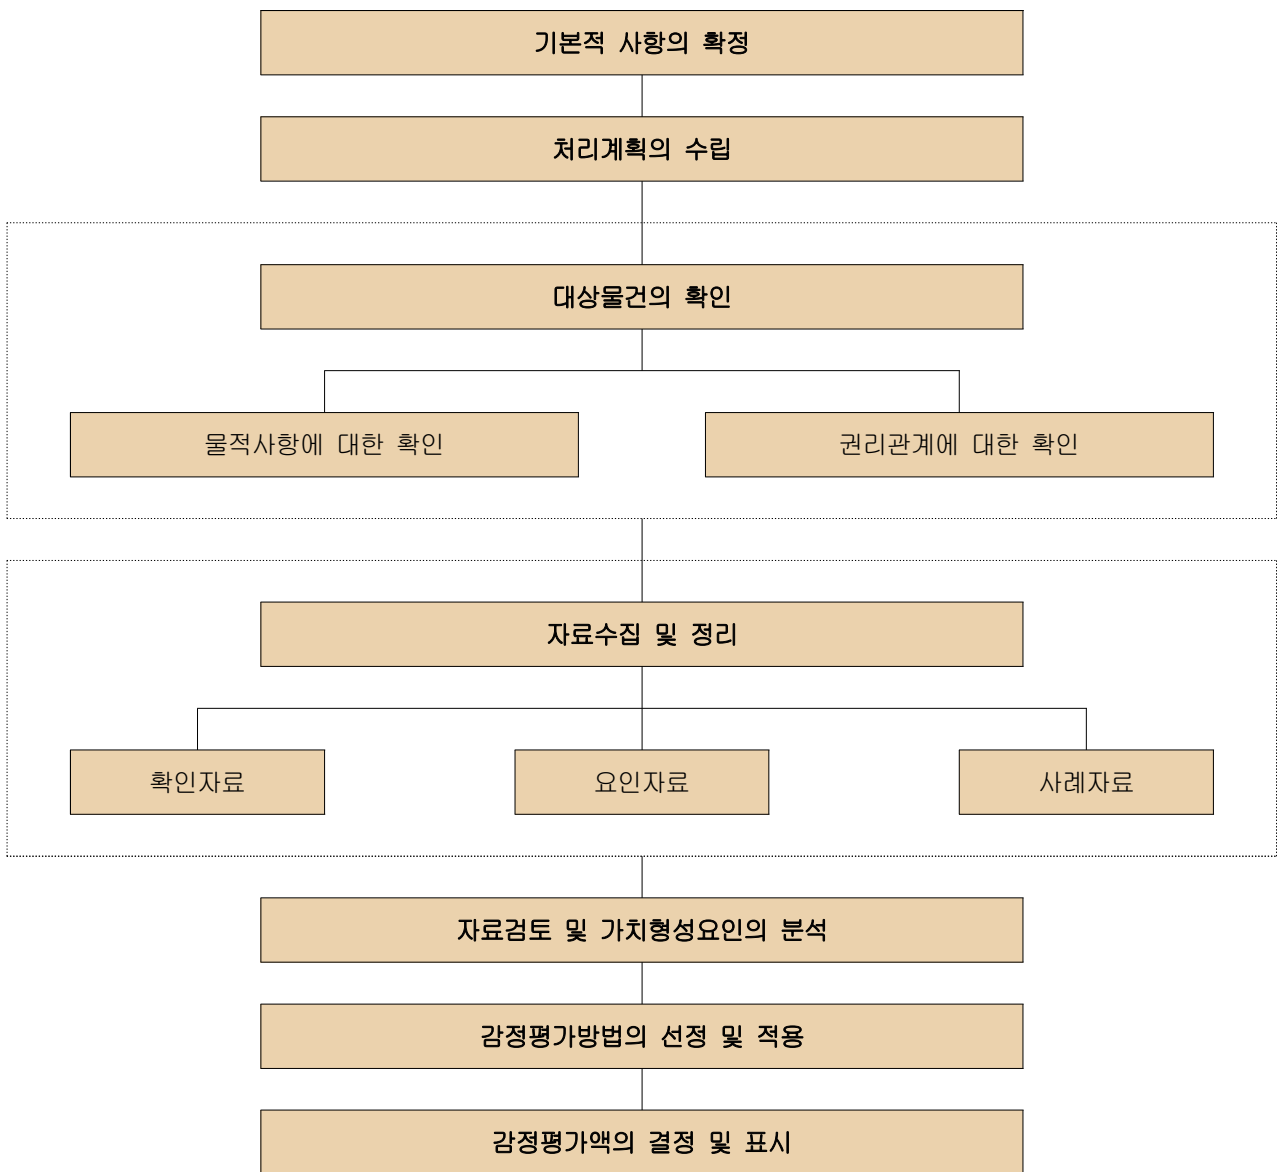 기본적 사항의 확정
처리계획의 수립
대상물건의 확인
물적사항에 대한 확인
권리관계에 대한 확인
자료수집 및 정리
확인자료
요인자료
사례자료
자료검토 및 가치형성요인의 분석
감정평가방법의 선정 및 적용
감정평가액의 결정 및 표시